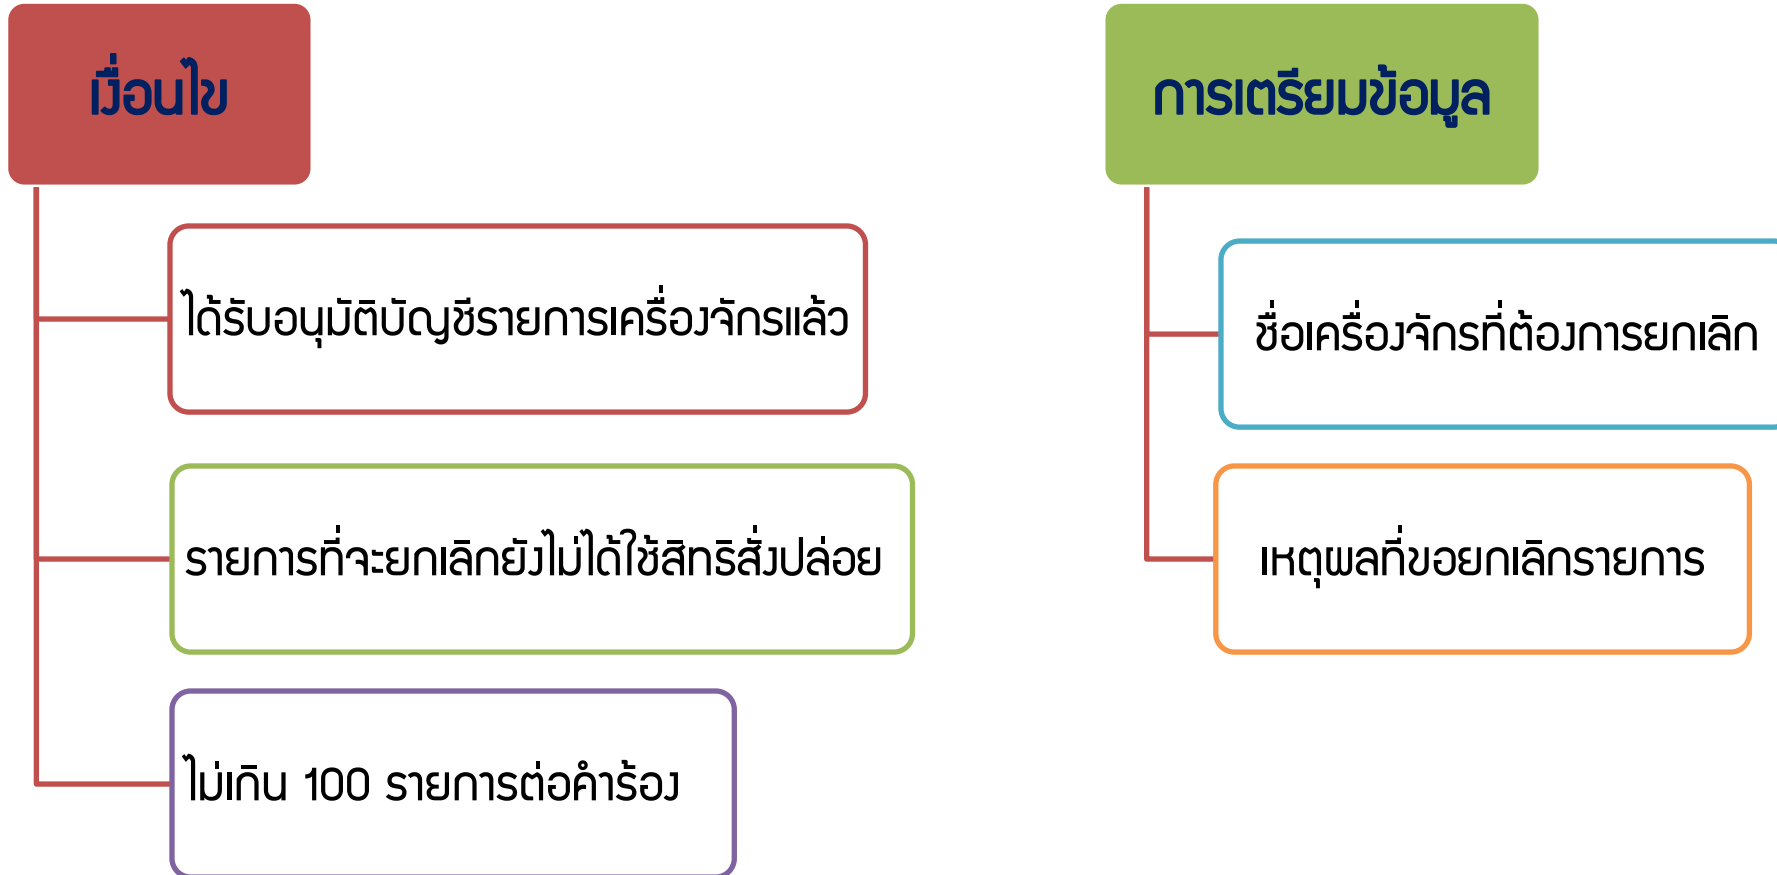 เงื่อนไข
ได้รับอนุมัติบัญชีรายการเครื่องจักรแล้ว
รายการที่จะยกเลิกยังไม่ได้ใช้สิทธิสั่งปล่อย
ไม่เกิน 100 รายการต่อคำร้อง
การเตรียมข้อมูล
ชื่อเครื่องจักรที่ต้องการยกเลิก
เหตุผลที่ขอยกเลิกรายการ